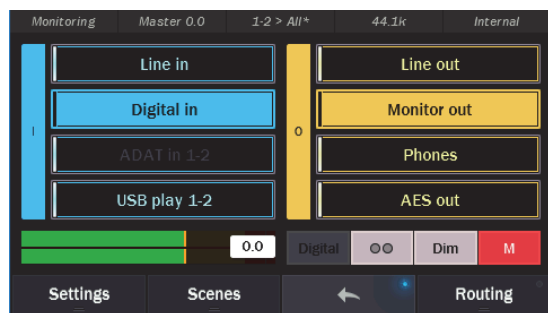 Monitoring Master 0.0 1-2 > All* 44.1k Internal
I
Line in
Digital in
ADAT in 1-2
USB play 1-2
O
Line out
Monitor out
Phones
AES out
0.0 Digital Dim M
Settings Scenes Routing